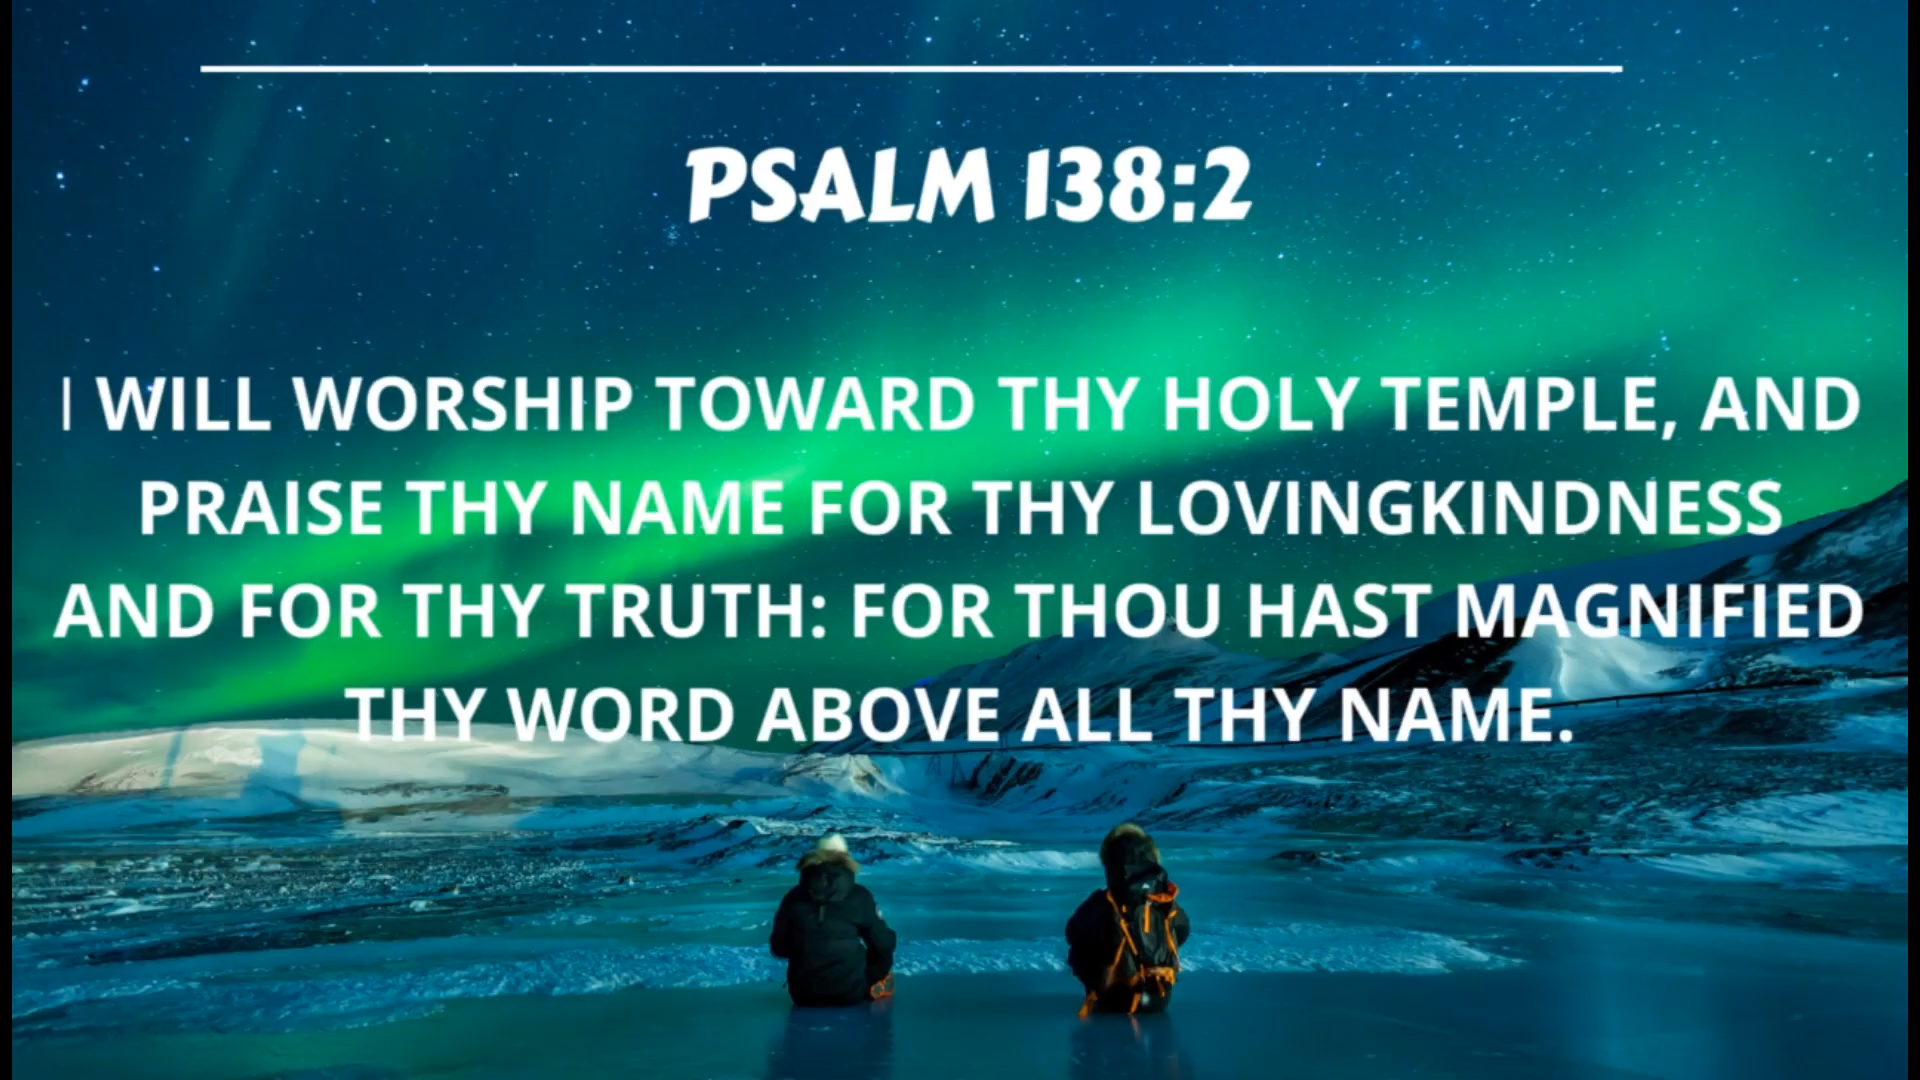 PSALM 138:2
I WILL WORSHIP TOWARD THY HOLY TEMPLE, AND
PRAISE THY NAME FOR THY LOVINGKINDNESS
AND FOR THY TRUTH: FOR THOU HAST MAGNIFIED
THY WORD ABOVE ALL THY NAME.